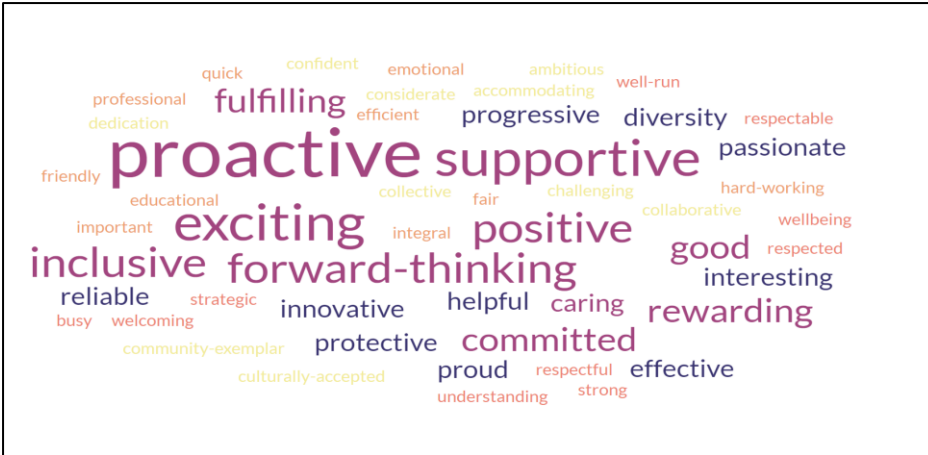 confident emotional ambitious
quick well-run
professional fulfilling considerate accommodating
dedication efficient progressive diversity respectable
proactive supportive passionate
friendly collective challenging hard-working
educational fair collaborative
important exciting integral positive wellbeing
inclusive forward-thinking good respected
reliable strategic innovative helpful caring interesting
busy welcoming rewarding
community-exemplar protective committed
culturally-accepted proud respectful effective
understanding strong